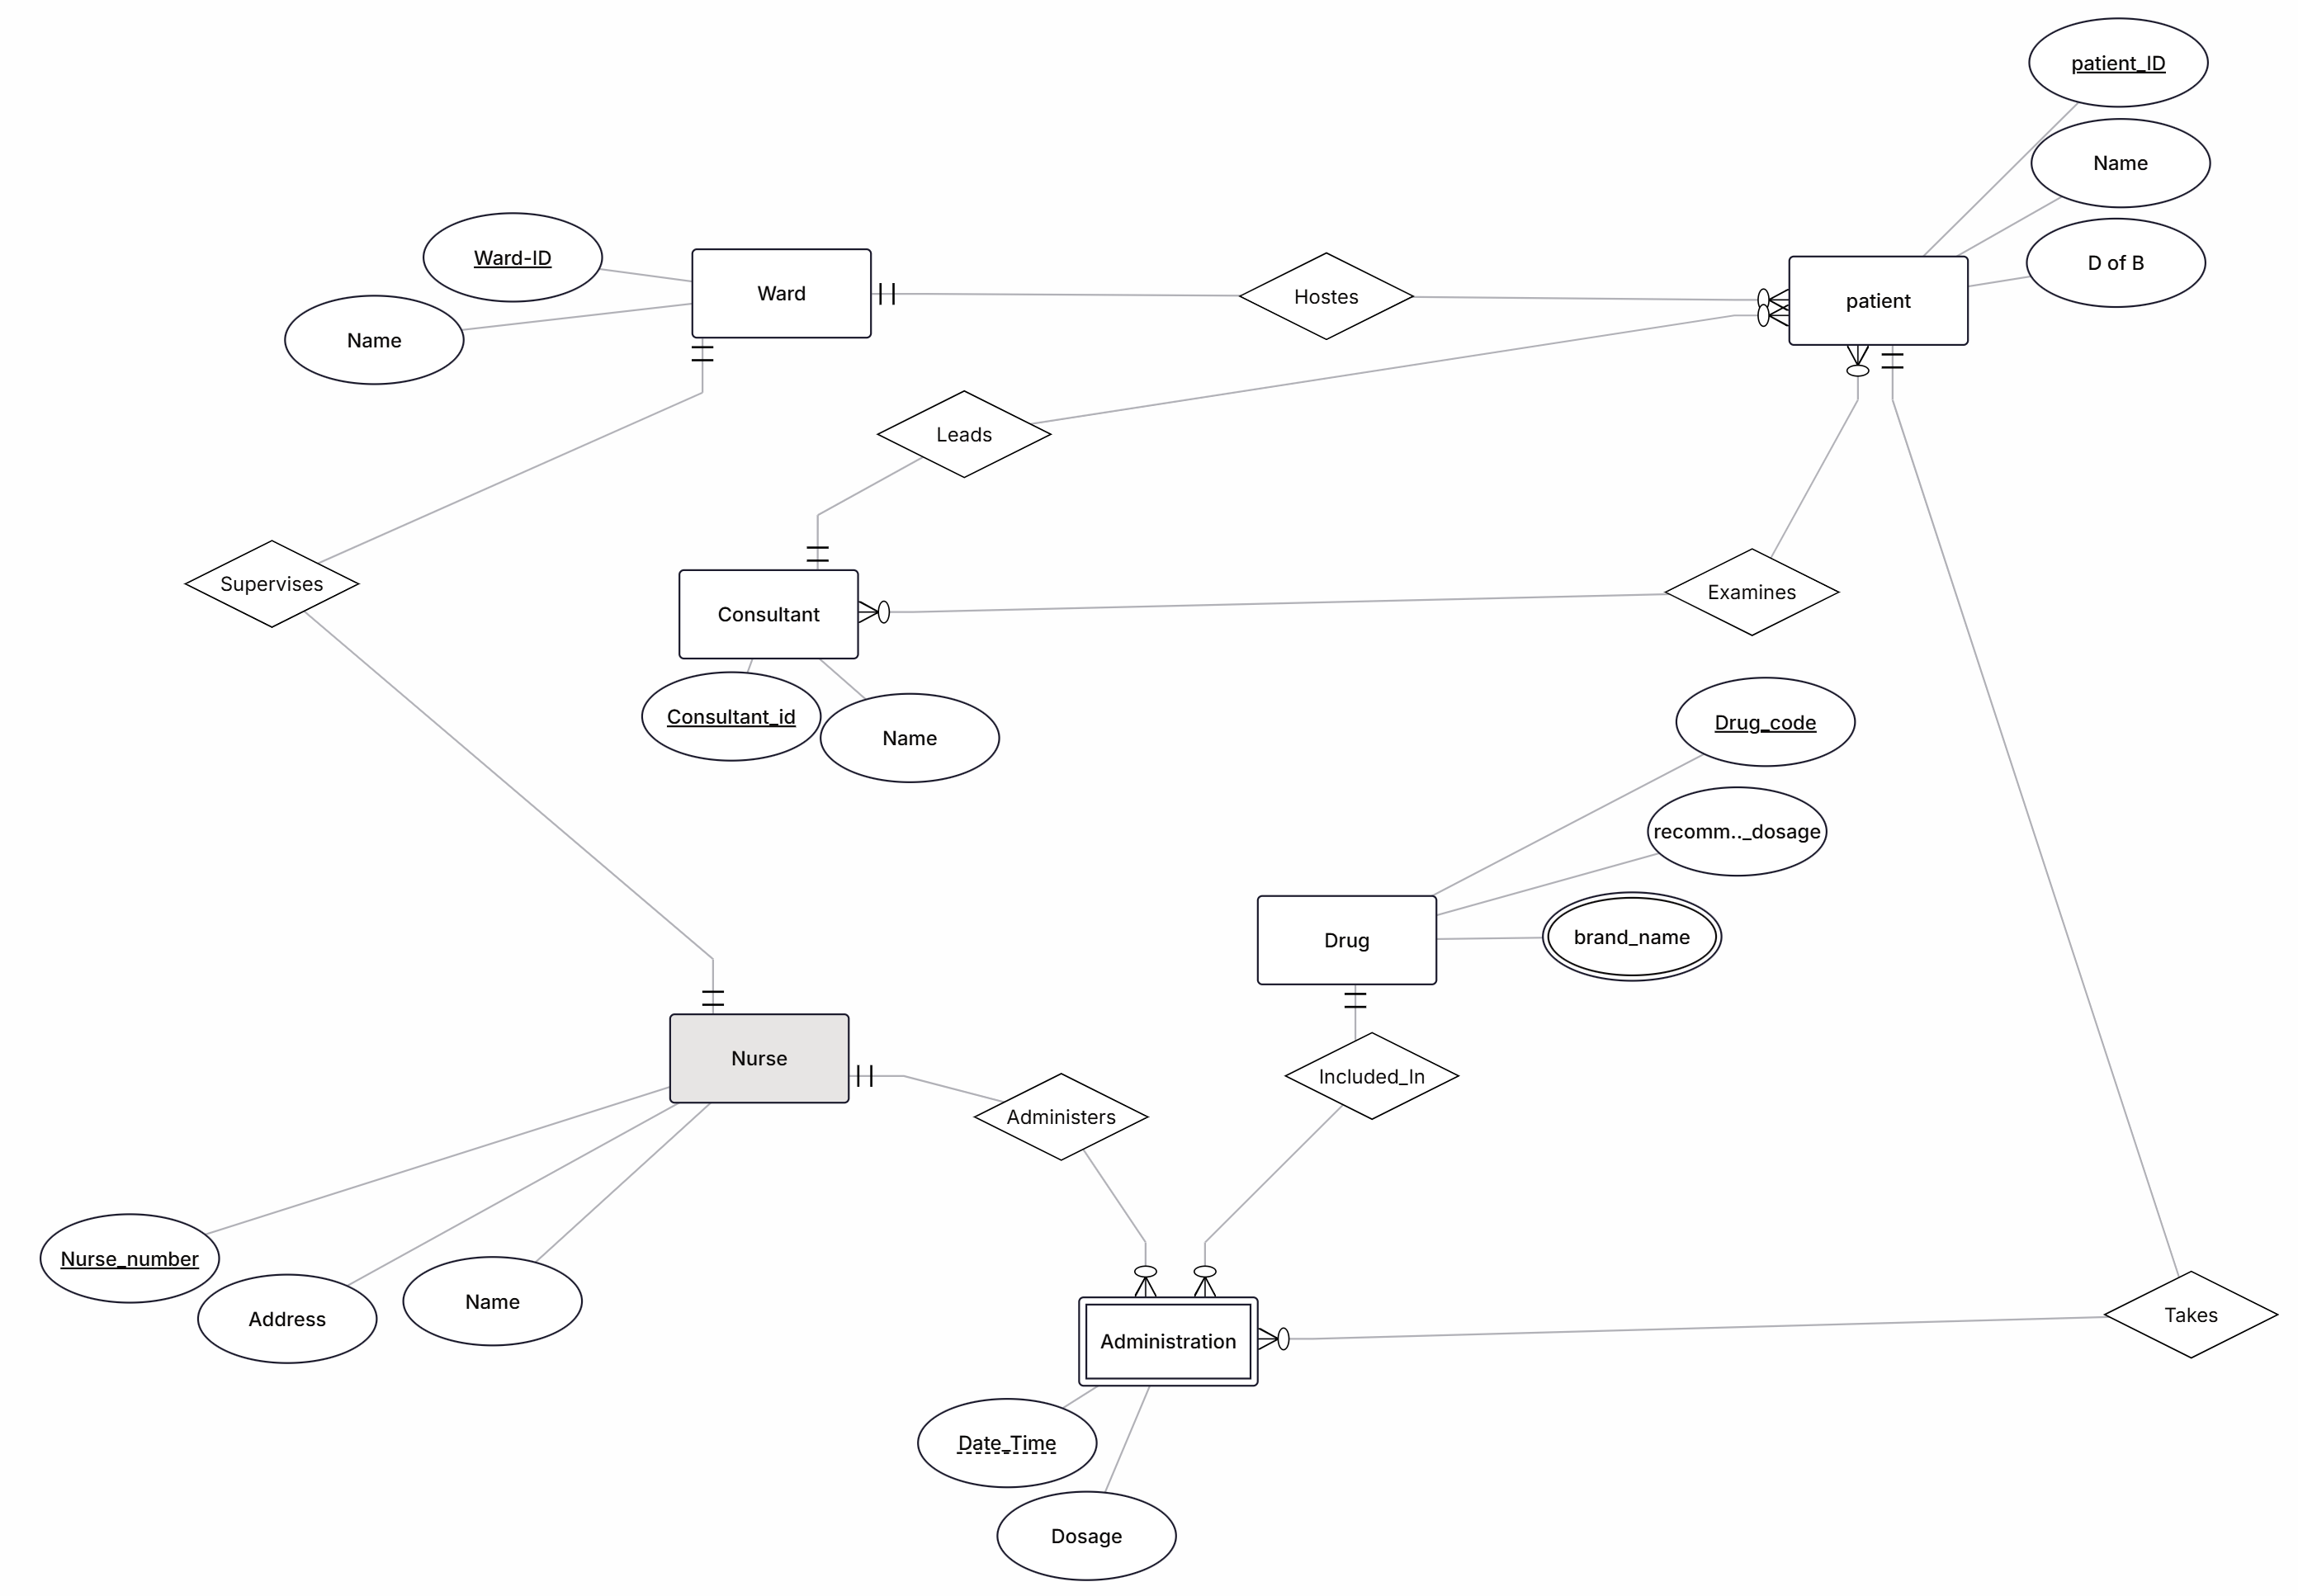 patient_ID
Name
D of B
Ward-ID
Name
Ward
Hostes
patient
Leads
Supervises
Consultant
Examines
Consultant_id
Name
Drug_code
recomm.._dosage
Drug
brand_name
Nurse
Included_In
Administers
Nurse_number
Address
Name
Administration
Takes
Date_Time
Dosage